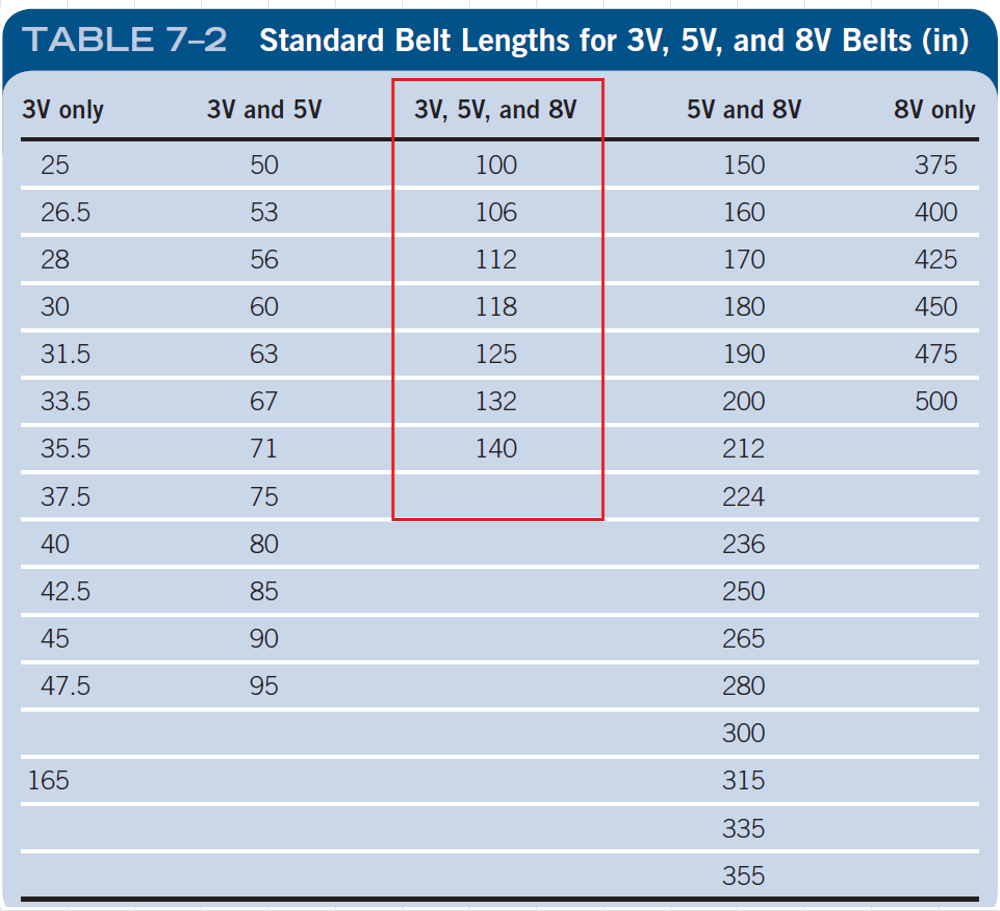 TABLE 7–2 Standard Belt Lengths for 3V, 5V, and 8V Belts (in)
3V only 3V and 5V 3V, 5V, and 8V 5V and 8V 8V only
25 50 100 150 375
26.5 53 106 160 400
28 56 112 170 425
30 60 118 180 450
31.5 63 125 190 475
33.5 67 132 200 500
35.5 71 140 212
37.5 75 224
40 80 236
42.5 85 250
45 90 265
47.5 95 280
300
165 315
335
355